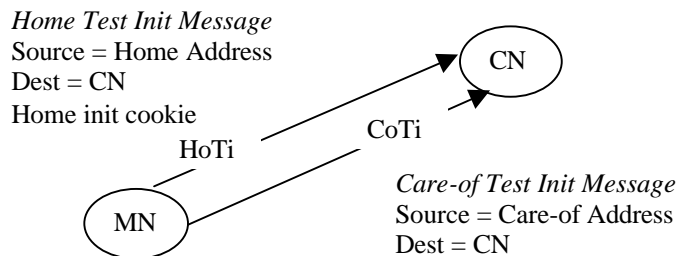 Home Test Init Message
Source = Home Address
Dest = CN
Home init cookie
CN
HoTi
CoTi
MN
Care-of Test Init Message
Source = Care-of Address
Dest = CN